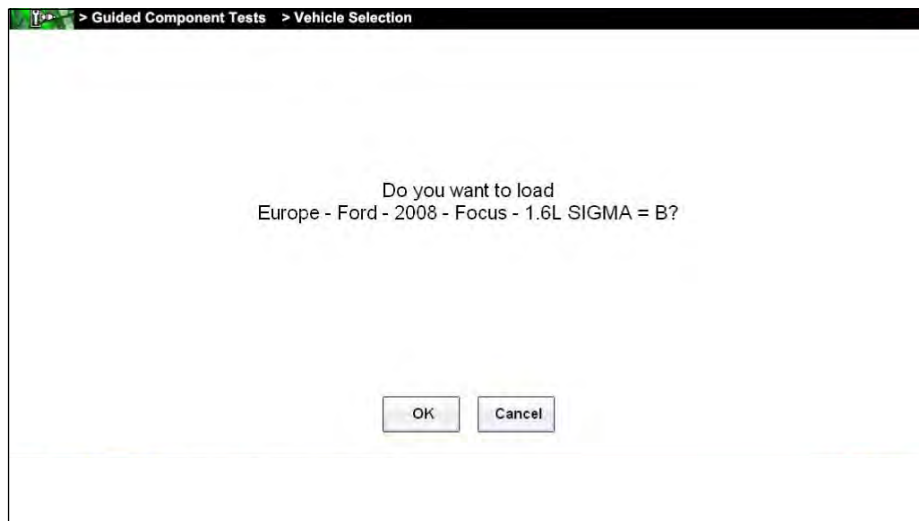 > Guided Component Tests > Vehicle Selection
Do you want to load
Europe - Ford - 2008 - Focus - 1.6L SIGMA = B?
OK Cancel